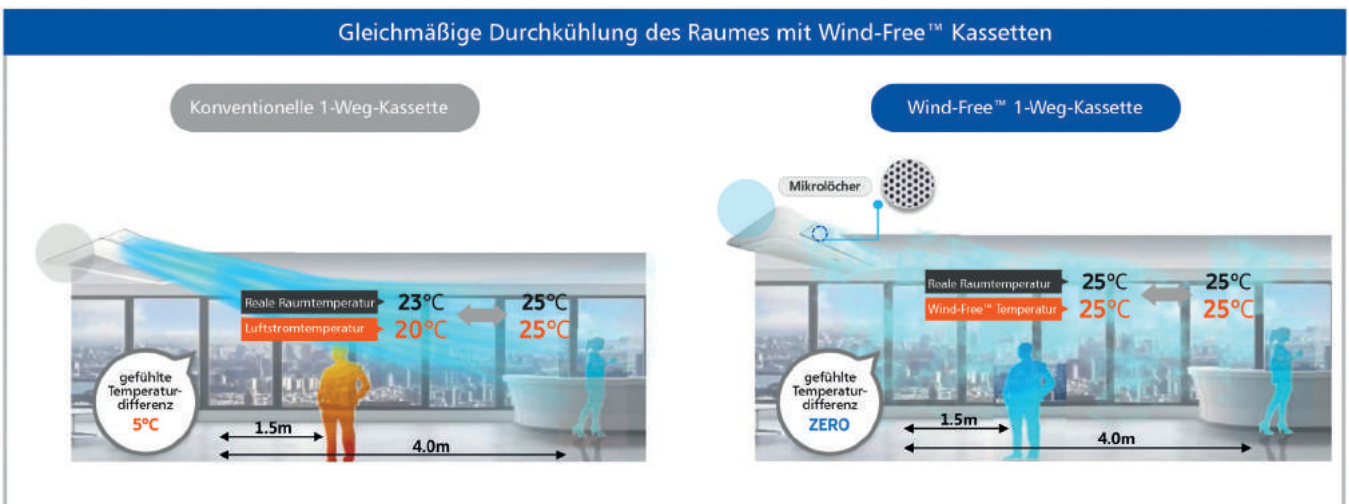 Gleichmäßige Durchkühlung des Raumes mit Wind-Free™ Kassetten
Konventionelle 1-Weg-Kassette
Reale Raumtemperatur 23°C 25°C
Luftstromtemperatur 20°C 25°C
gefühlte
Temperatur-
differenz
5°C
1.5m
4.0m
Wind-Free™ 1-Weg-Kassette
Mikrolöcher
Reale Raumtemperatur 25°C 25°C
Wind-Free™ Temperatur 25°C 25°C
gefühlte
Temperatur-
differenz
ZERO
1.5m
4.0m